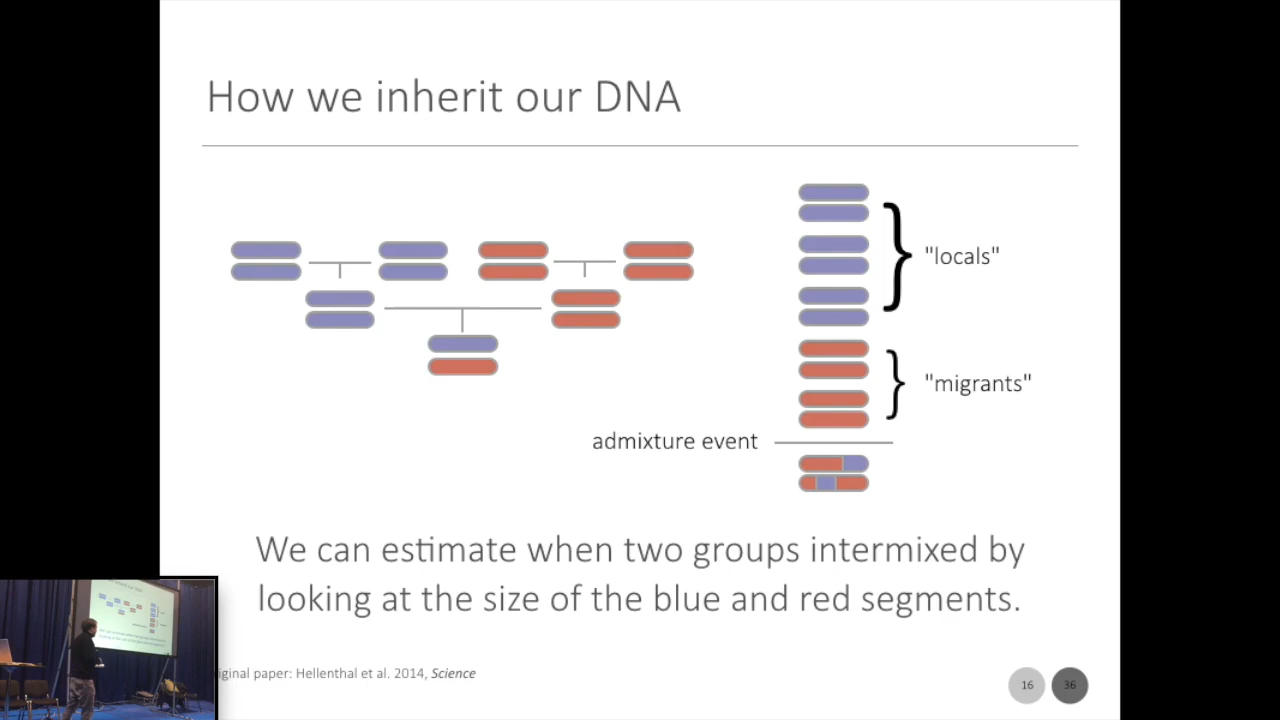 How we inherit our DNA
"locals"
"migrants"
admixture event
We can estimate when two groups intermixed by
looking at the size of the blue and red segments.
paper: Hellenthal et al. 2014, Science
16
36